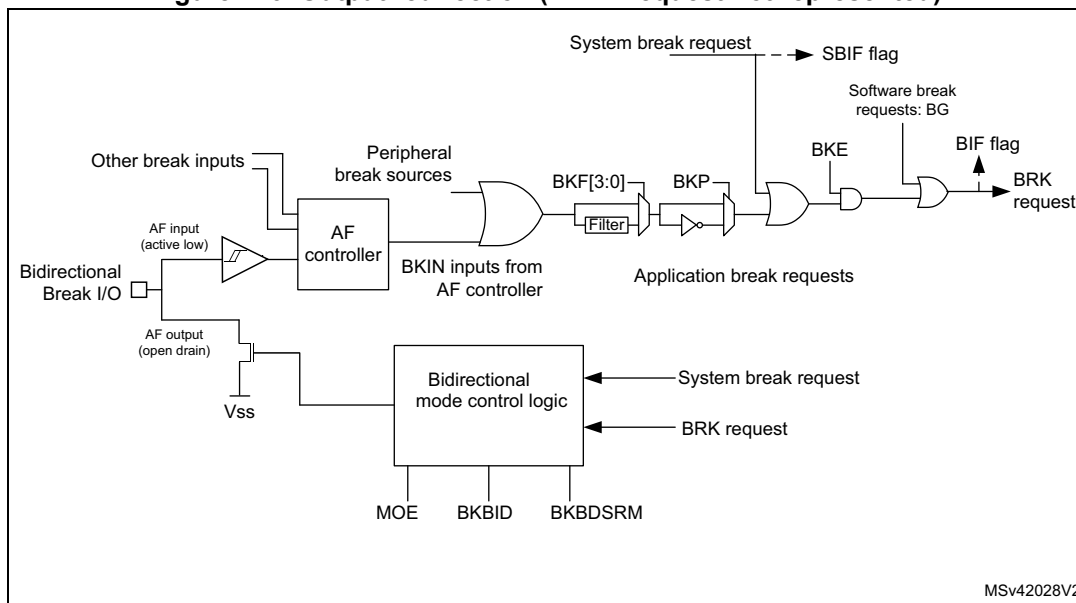 System break request
SBIF flag
Software break
requests: BG
BIF flag
BKE
BRK
request
Peripheral
break sources
BKF[3:0]
BKP
Other break inputs
Filter
AF
controller
AF input
(active low)
BKIN inputs from
AF controller
Application break requests
Bidirectional
Break I/O
AF output
(open drain)
Vss
Bidirectional
mode control logic
System break request
BRK request
MOE
BKBID
BKBDSRM
MSv42028V2